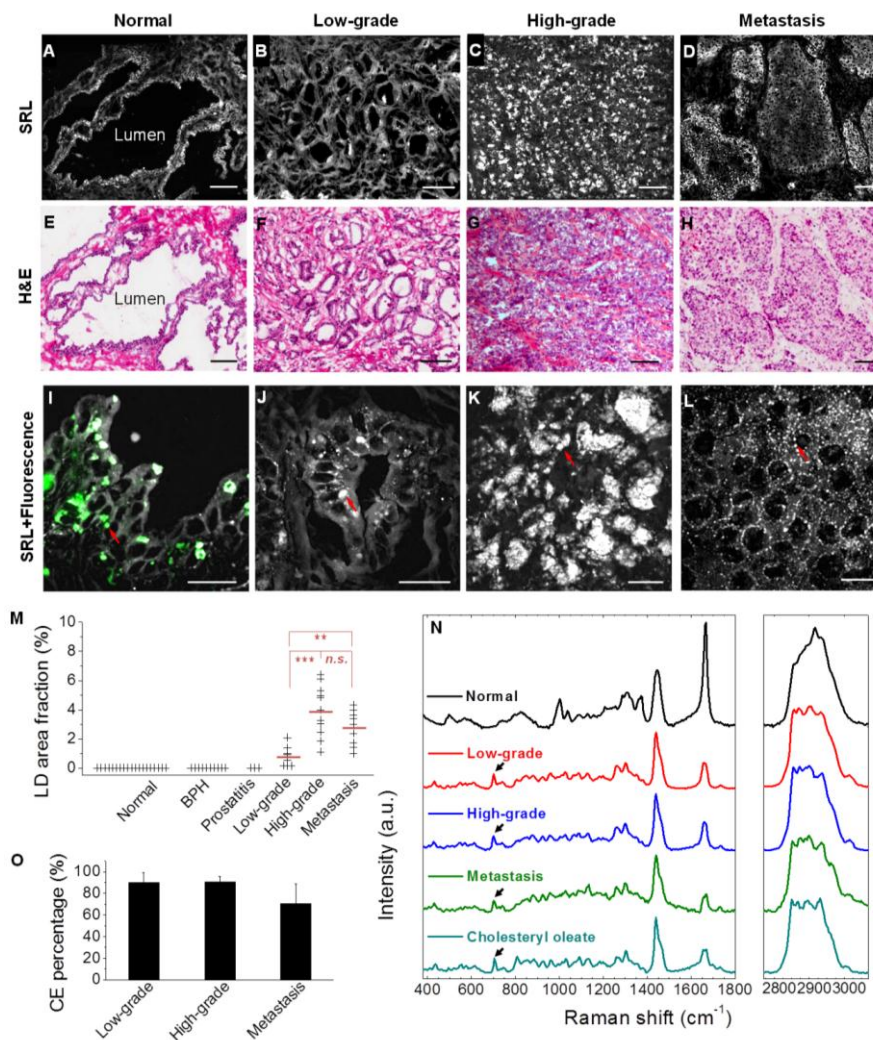 Normal Low-grade High-grade Metastasis
SRL
A B C D
Lumen
H&E
E F G H
Lumen
SRL+Fluorescence
I J K L
M
LD area fraction (%)
10
8
6
4
2
0
**
*** n.s.
Normal BPH Prostatitis Low-grade High-grade Metastasis
O
CE percentage (%)
100
80
60
40
20
0
Low-grade High-grade Metastasis
N
Intensity (a.u.)
Normal
Low-grade
High-grade
Metastasis
Cholesteryl oleate
400 600 800 1000 1200 1400 1600 1800 2800 2900 3000
Raman shift (cm⁻¹)